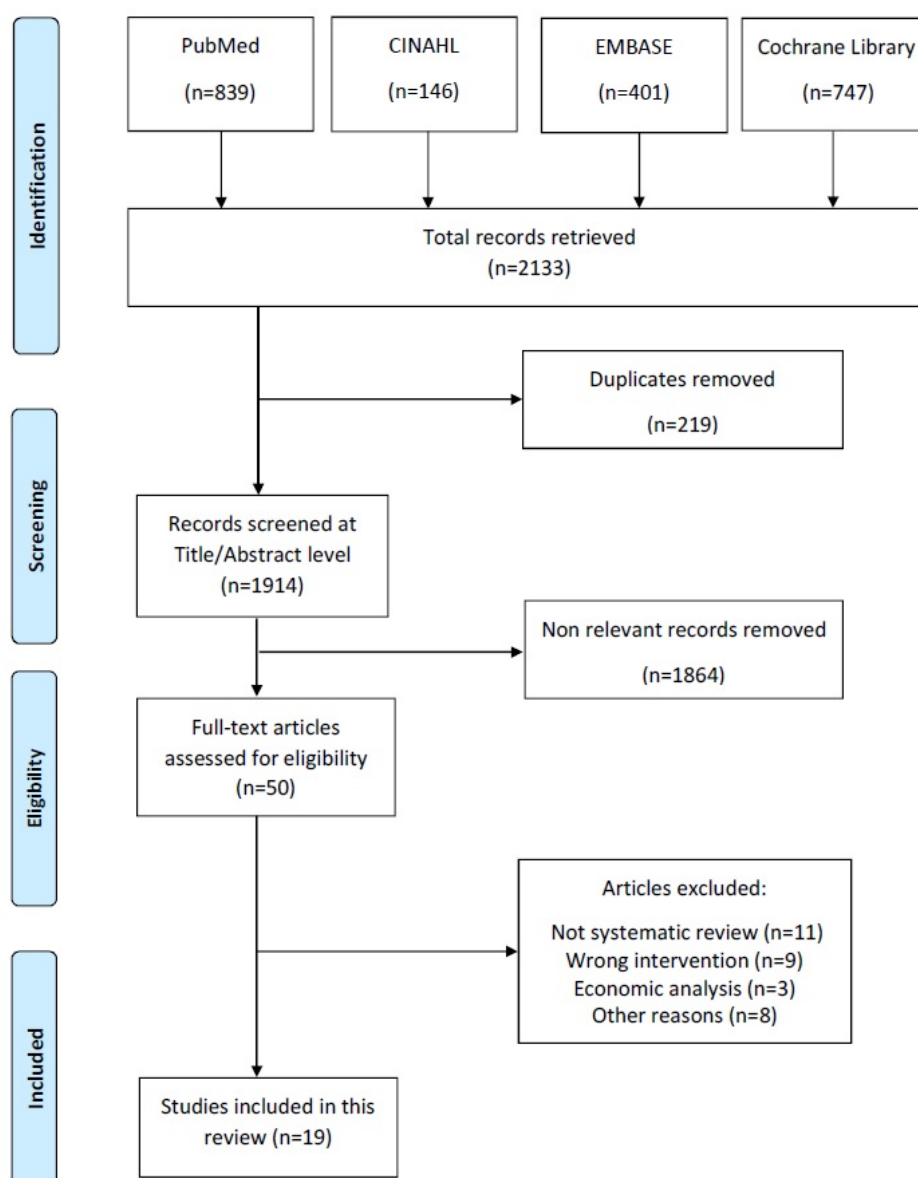 PubMed
(n=839)
CINAHL
(n=146)
EMBASE
(n=401)
Cochrane Library
(n=747)
Identification
Total records retrieved
(n=2133)
Duplicates removed
(n=219)
Screening
Records screened at
Title/Abstract level
(n=1914)
Non relevant records removed
(n=1864)
Eligibility
Full-text articles
assessed for eligibility
(n=50)
Articles excluded:
Not systematic review (n=11)
Wrong intervention (n=9)
Economic analysis (n=3)
Other reasons (n=8)
Included
Studies included in this
review (n=19)